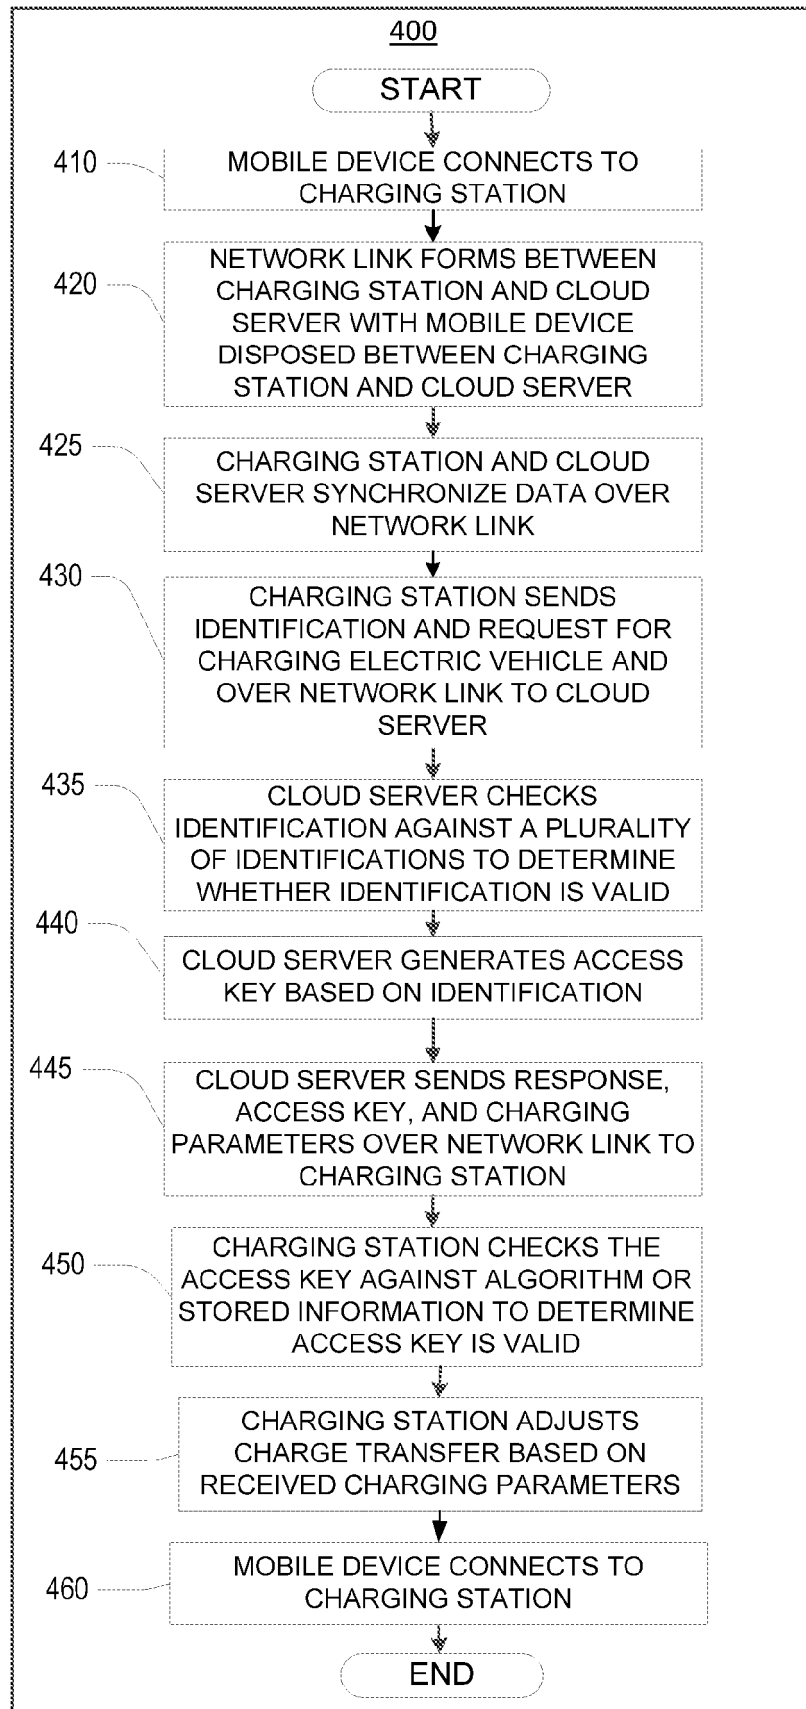 400
START
410
MOBILE DEVICE CONNECTS TO
CHARGING STATION
420
NETWORK LINK FORMS BETWEEN
CHARGING STATION AND CLOUD
SERVER WITH MOBILE DEVICE
DISPOSED BETWEEN CHARGING
STATION AND CLOUD SERVER
425
CHARGING STATION AND CLOUD
SERVER SYNCHRONIZE DATA OVER
NETWORK LINK
430
CHARGING STATION SENDS
IDENTIFICATION AND REQUEST FOR
CHARGING ELECTRIC VEHICLE AND
OVER NETWORK LINK TO CLOUD
SERVER
435
CLOUD SERVER CHECKS
IDENTIFICATION AGAINST A PLURALITY
OF IDENTIFICATIONS TO DETERMINE
WHETHER IDENTIFICATION IS VALID
440
CLOUD SERVER GENERATES ACCESS
KEY BASED ON IDENTIFICATION
445
CLOUD SERVER SENDS RESPONSE,
ACCESS KEY, AND CHARGING
PARAMETERS OVER NETWORK LINK TO
CHARGING STATION
450
CHARGING STATION CHECKS THE
ACCESS KEY AGAINST ALGORITHM OR
STORED INFORMATION TO DETERMINE
ACCESS KEY IS VALID
455
CHARGING STATION ADJUSTS
CHARGE TRANSFER BASED ON
RECEIVED CHARGING PARAMETERS
460
MOBILE DEVICE CONNECTS TO
CHARGING STATION
END